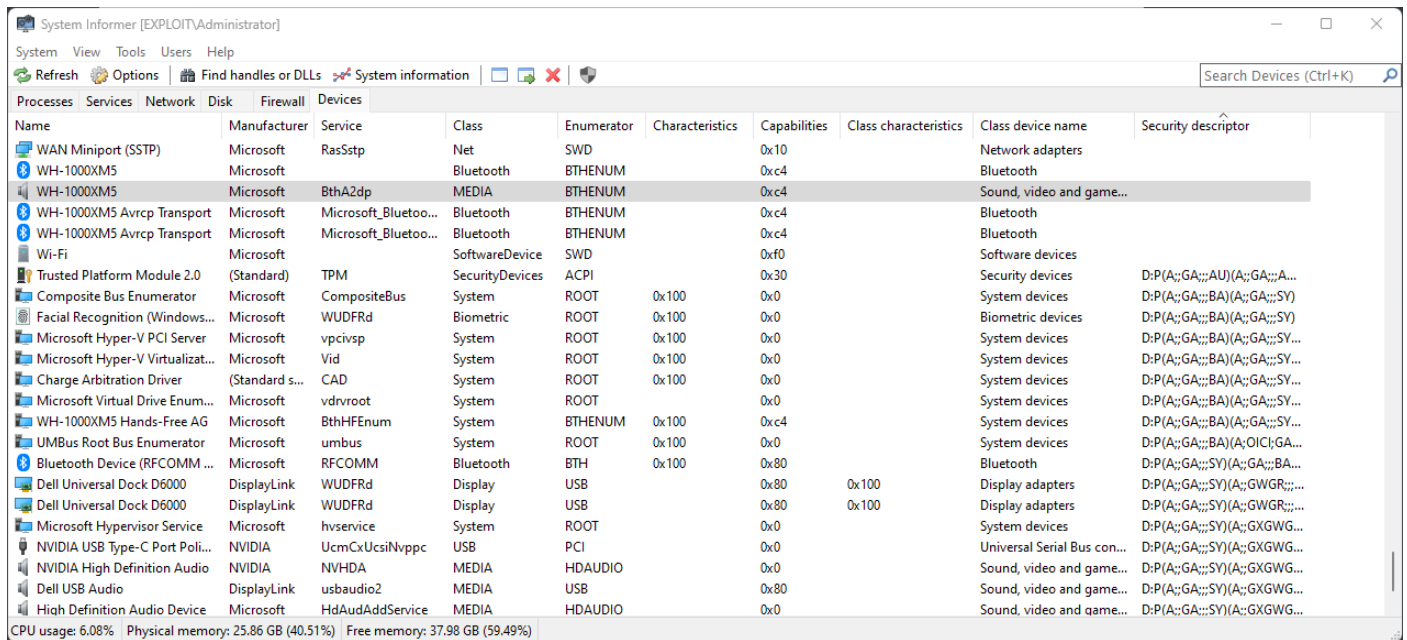 System Informer [EXPLOIT\Administrator]
System View Tools Users Help
Refresh Options Find handles or DLLs System information Search Devices (Ctrl+K)
Processes Services Network Disk Firewall Devices
Name Manufacturer Service Class Enumerator Characteristics Capabilities Class characteristics Class device name Security descriptor
WAN Miniport (SSTP) Microsoft RasSstp Net SWD 0x10 Network adapters
WH-1000XM5 Microsoft Bluetooth BTHENUM 0xc4 Bluetooth
WH-1000XM5 Microsoft BthA2dp MEDIA BTHENUM 0xc4 Sound, video and game...
WH-1000XM5 Avrcp Transport Microsoft Microsoft_Bluetoo... Bluetooth BTHENUM 0xc4 Bluetooth
WH-1000XM5 Avrcp Transport Microsoft Microsoft_Bluetoo... Bluetooth BTHENUM 0xc4 Bluetooth
Wi-Fi Microsoft SoftwareDevice SWD 0xf0 Software devices
Trusted Platform Module 2.0 (Standard) TPM SecurityDevices ACPI 0x30 Security devices D:P(A;;GA;;;AU)(A;;GA;;;A...
Composite Bus Enumerator Microsoft CompositeBus System ROOT 0x100 0x0 System devices D:P(A;;GA;;;BA)(A;;GA;;;SY)
Facial Recognition (Windows... Microsoft WUDFRd Biometric ROOT 0x100 0x0 Biometric devices D:P(A;;GA;;;BA)(A;;GA;;;SY)
Microsoft Hyper-V PCI Server Microsoft vpcivsp System ROOT 0x100 0x0 System devices D:P(A;;GA;;;BA)(A;;GA;;;SY...
Microsoft Hyper-V Virtualizat... Microsoft Vid System ROOT 0x100 0x0 System devices D:P(A;;GA;;;BA)(A;;GA;;;SY...
Charge Arbitration Driver (Standard s... CAD System ROOT 0x100 0x0 System devices D:P(A;;GA;;;BA)(A;;GA;;;SY...
Microsoft Virtual Drive Enum... Microsoft vdrvroot System ROOT 0x0 System devices D:P(A;;GA;;;BA)(A;;GA;;;SY...
WH-1000XM5 Hands-Free AG Microsoft BthHFEnum System BTHENUM 0x100 0xc4 System devices D:P(A;;GA;;;BA)(A;;GA;;;SY...
UMBus Root Bus Enumerator Microsoft umbus System ROOT 0x100 0x0 System devices D:P(A;;GA;;;BA)(A;OICI;GA...
Bluetooth Device (RFCOMM ... Microsoft RFCOMM Bluetooth BTH 0x100 0x80 Bluetooth D:P(A;;GA;;;SY)(A;;GA;;;BA...
Dell Universal Dock D6000 DisplayLink WUDFRd Display USB 0x80 0x100 Display adapters D:P(A;;GA;;;SY)(A;;GWGR;;;...
Dell Universal Dock D6000 DisplayLink WUDFRd Display USB 0x80 0x100 Display adapters D:P(A;;GA;;;SY)(A;;GWGR;;;...
Microsoft Hypervisor Service Microsoft hvservice System ROOT 0x0 System devices D:P(A;;GA;;;SY)(A;;GXGWG...
NVIDIA USB Type-C Port Poli... NVIDIA UcmCxUcsiNvppc USB PCI 0x0 Universal Serial Bus con... D:P(A;;GA;;;SY)(A;;GXGWG...
NVIDIA High Definition Audio NVIDIA NVHDA MEDIA HDAUDIO 0x0 Sound, video and game... D:P(A;;GA;;;SY)(A;;GXGWG...
Dell USB Audio DisplayLink usbaudio2 MEDIA USB 0x80 Sound, video and game... D:P(A;;GA;;;SY)(A;;GXGWG...
High Definition Audio Device Microsoft HdAudAddService MEDIA HDAUDIO 0x0 Sound, video and game... D:P(A;;GA;;;SY)(A;;GXGWG...
CPU usage: 6.08% Physical memory: 25.86 GB (40.51%) Free memory: 37.98 GB (59.49%)